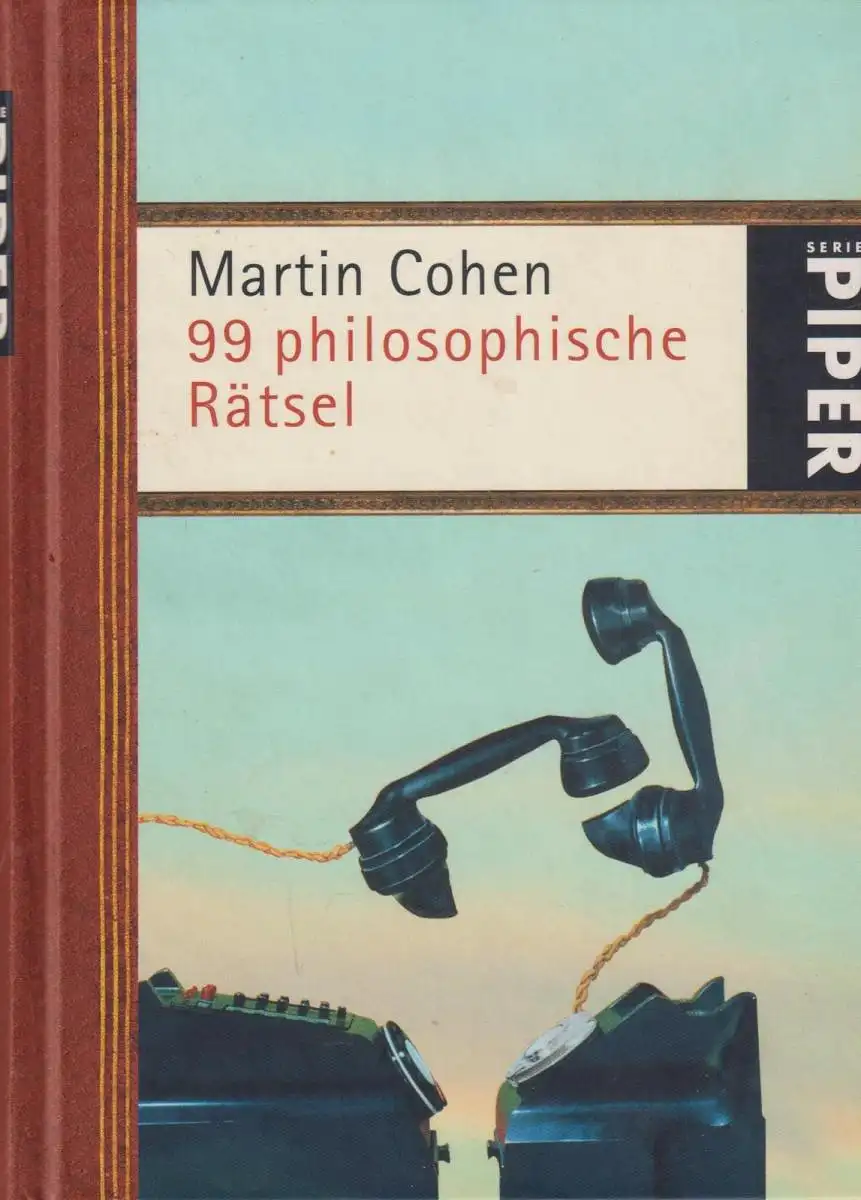 Martin Cohen
99 philosophische
Rätsel
SERIE
PIPER